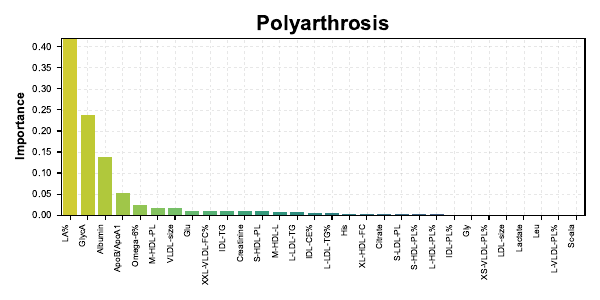 Polyarthrosis
Importance
0.40
0.35
0.30
0.25
0.20
0.15
0.10
0.05
0.00
LA%
GlycA
Albumin
ApoB/ApoA1
Omega-6%
M-HDL-PL
VLDL-size
Glu
XXL-VLDL-FC%
IDL-TG
Creatinine
S-HDL-PL
M-HDL-L
L-LDL-TG
IDL-CE%
L-LDL-TG%
His
XL-HDL-FC
Citrate
S-LDL-PL
S-HDL-PL%
L-HDL-PL%
IDL-PL%
Gly
XS-VLDL-PL%
LDL-size
Lactate
Leu
L-VLDL-PL%